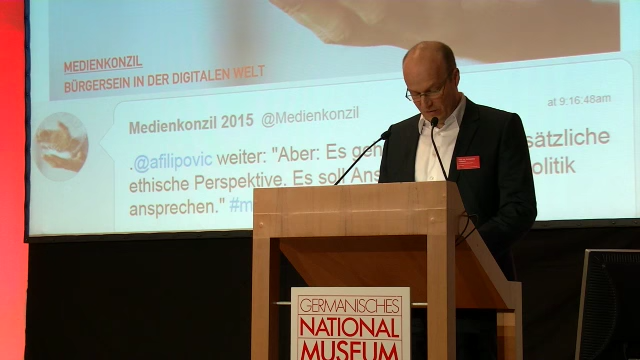 MEDIENKONZIL
BÜRGERSEIN IN DER DIGITALEN WELT
Medienkonzil 2015 @Medienkonzil
at 9:16:48am
.@afilipovic weiter: "Aber: Es ge sätzliche
ethische Perspektive. Es soll Ans olitik
ansprechen." #m
GERMANISCHES
NATIONAL
MUSEUM